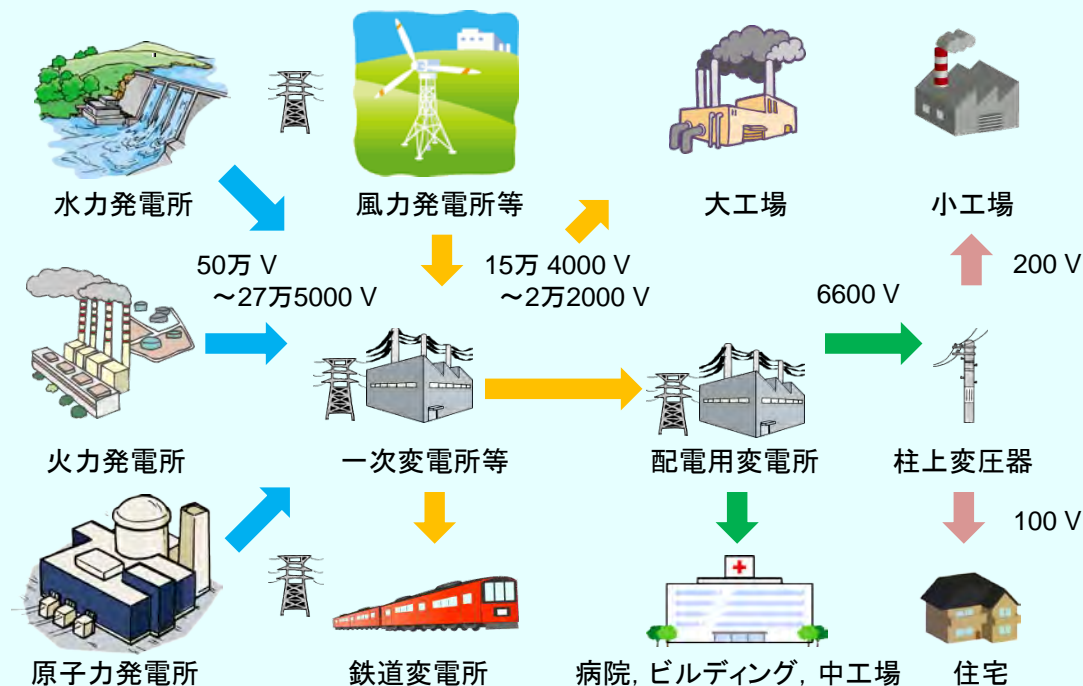 水力発電所
風力発電所等
大工場
小工場
50万 V
～27万5000 V
15万 4000 V
～2万2000 V
6600 V
200 V
火力発電所
一次変電所等
配電用変電所
柱上変圧器
100 V
原子力発電所
鉄道変電所
病院, ビルディング, 中工場
住宅